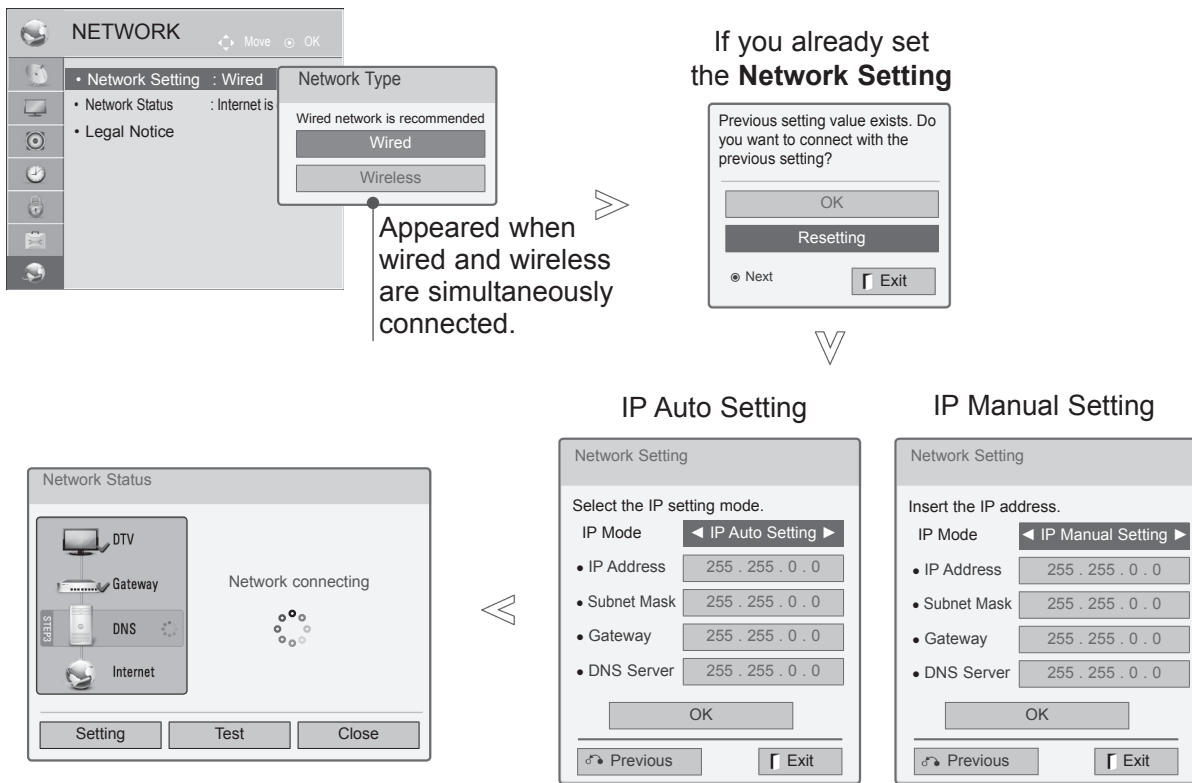 NETWORK
Move OK
• Network Setting : Wired
• Network Status : Internet is
• Legal Notice
Network Type
Wired network is recommended
Wired
Wireless
Appeared when
wired and wireless
are simultaneously
connected.
If you already set
the Network Setting
Previous setting value exists. Do
you want to connect with the
previous setting?
OK
Resetting
Next
Exit
IP Auto Setting
Network Setting
Select the IP setting mode.
IP Mode ◄ IP Auto Setting ►
• IP Address 255 . 255 . 0 . 0
• Subnet Mask 255 . 255 . 0 . 0
• Gateway 255 . 255 . 0 . 0
• DNS Server 255 . 255 . 0 . 0
OK
Previous Exit
IP Manual Setting
Network Setting
Insert the IP address.
IP Mode ◄ IP Manual Setting ►
• IP Address 255 . 255 . 0 . 0
• Subnet Mask 255 . 255 . 0 . 0
• Gateway 255 . 255 . 0 . 0
• DNS Server 255 . 255 . 0 . 0
OK
Previous Exit
Network Status
DTV
Gateway
STEP3
DNS
Internet
Network connecting
Setting Test Close